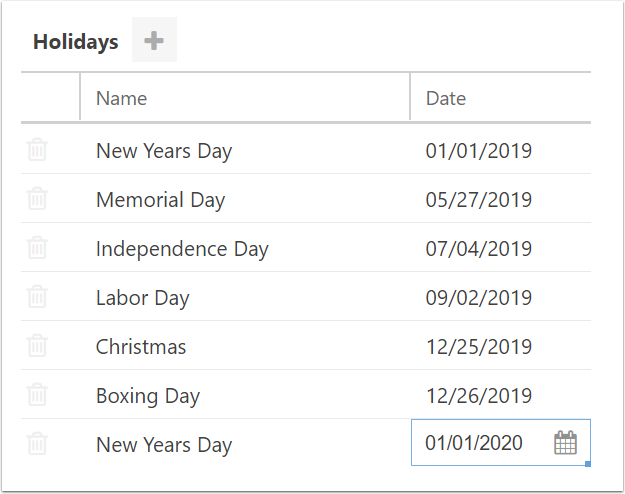 Holidays
Name Date
New Years Day 01/01/2019
Memorial Day 05/27/2019
Independence Day 07/04/2019
Labor Day 09/02/2019
Christmas 12/25/2019
Boxing Day 12/26/2019
New Years Day 01/01/2020